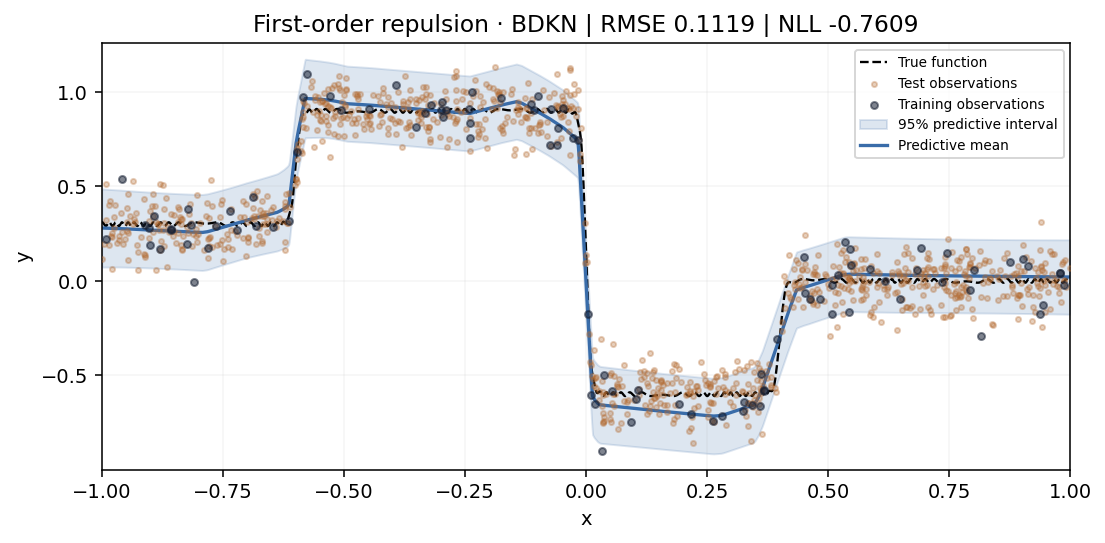 First-order repulsion · BDKN | RMSE 0.1119 | NLL -0.7609
True function
Test observations
Training observations
95% predictive interval
Predictive mean
1.0
0.5
0.0
−0.5
y
−1.00 −0.75 −0.50 −0.25 0.00 0.25 0.50 0.75 1.00
x